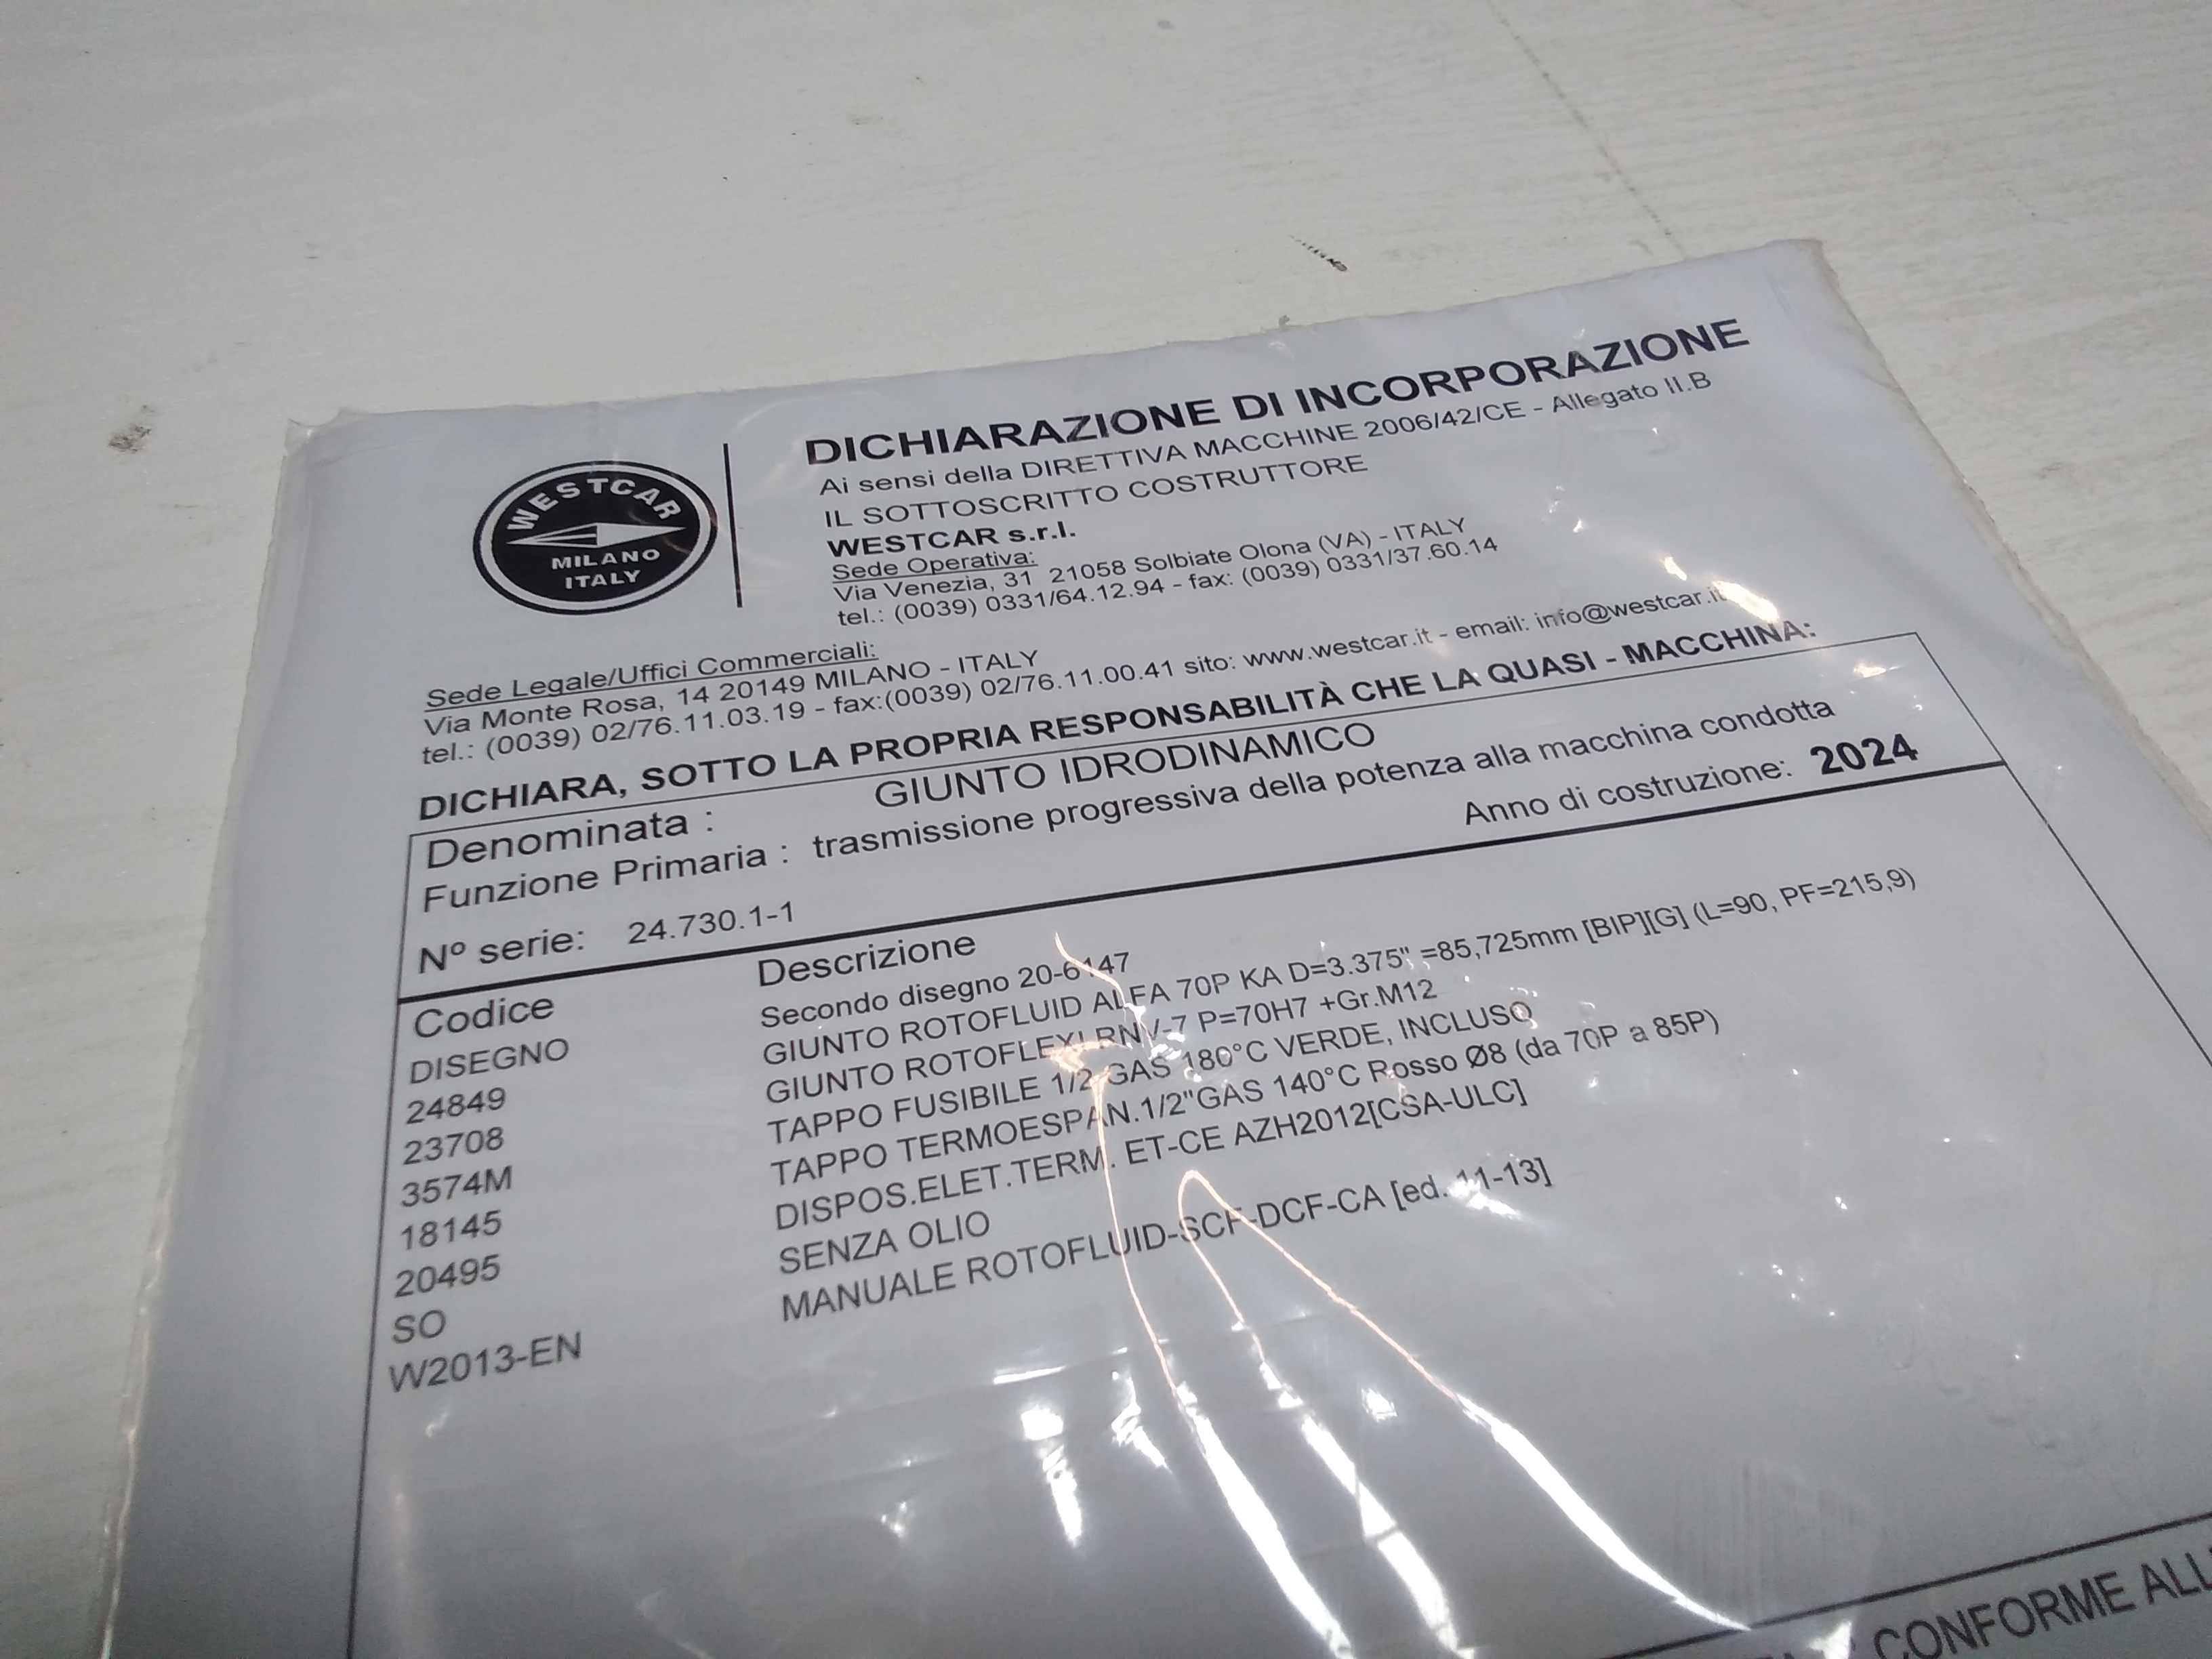 WESTCAR
MILANO
ITALY
DICHIARAZIONE DI INCORPORAZIONE
Ai sensi della DIRETTIVA MACCHINE 2006/42/CE - Allegato II.B
IL SOTTOSCRITTO COSTRUTTORE
WESTCAR s.r.l.
Sede Operativa:
Via Venezia, 31 21058 Solbiate Olona (VA) - ITALY
tel.: (0039) 0331/64.12.94 - fax: (0039) 0331/37.60.14
Sede Legale/Uffici Commerciali:
Via Monte Rosa, 14 20149 MILANO - ITALY
tel.: (0039) 02/76.11.03.19 - fax:(0039) 02/76.11.00.41 sito: www.westcar.it - email: info@westcar.it
DICHIARA, SOTTO LA PROPRIA RESPONSABILITÀ CHE LA QUASI - MACCHINA:
Denominata : GIUNTO IDRODINAMICO
Funzione Primaria : trasmissione progressiva della potenza alla macchina condotta
Nº serie: 24.730.1-1 Anno di costruzione: 2024
Codice Descrizione
DISEGNO Secondo disegno 20-6147
24849 GIUNTO ROTOFLUID ALFA 70P KA D=3.375" =85,725mm [BIP][G] (L=90, PF=215,9)
23708 GIUNTO ROTOFLEXI RNV-7 P=70H7 +Gr.M12
3574M TAPPO FUSIBILE 1/2 GAS 180°C VERDE, INCLUSO
18145 TAPPO TERMOESPAN.1/2"GAS 140°C Rosso Ø8 (da 70P a 85P)
20495 DISPOS.ELET.TERM. ET-CE AZH2012[CSA-ULC]
SO SENZA OLIO
W2013-EN MANUALE ROTOFLUID-SCF-DCF-CA [ed. 11-13]
CONFORME